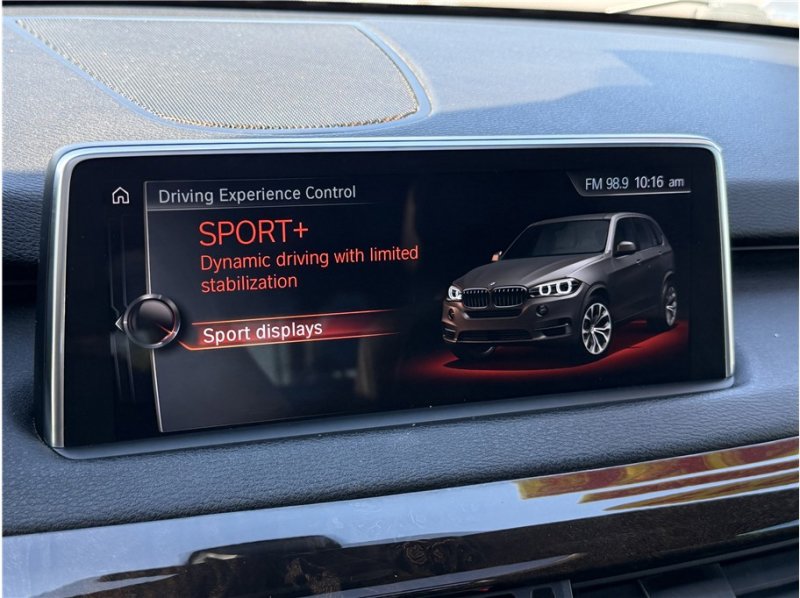 Driving Experience Control
FM 98.9 10:16 am
SPORT+
Dynamic driving with limited
stabilization
Sport displays